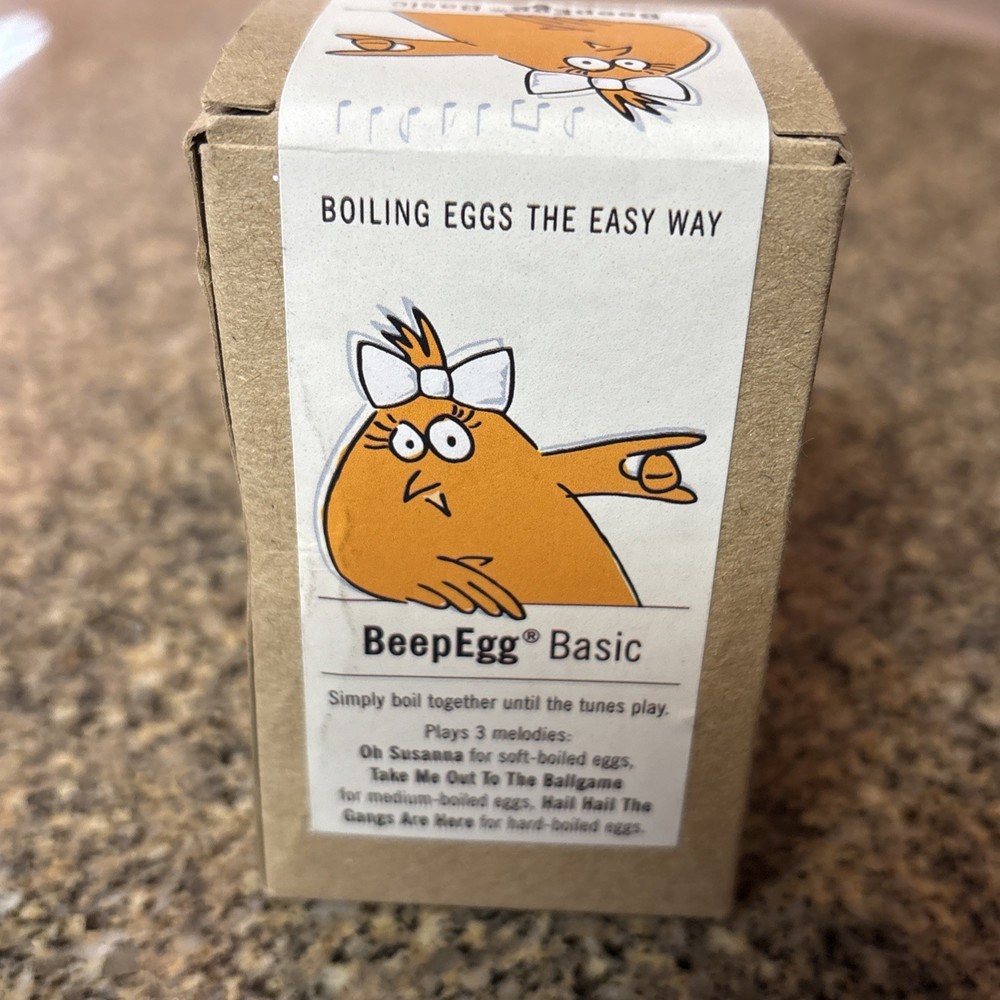 BeepEgg® Basic
BOILING EGGS THE EASY WAY
BeepEgg® Basic
Simply boil together until the tunes play.
Plays 3 melodies:
Oh Susanna for soft-boiled eggs,
Take Me Out To The Ballgame
for medium-boiled eggs, Hail Hail The
Gangs Are Here for hard-boiled eggs.